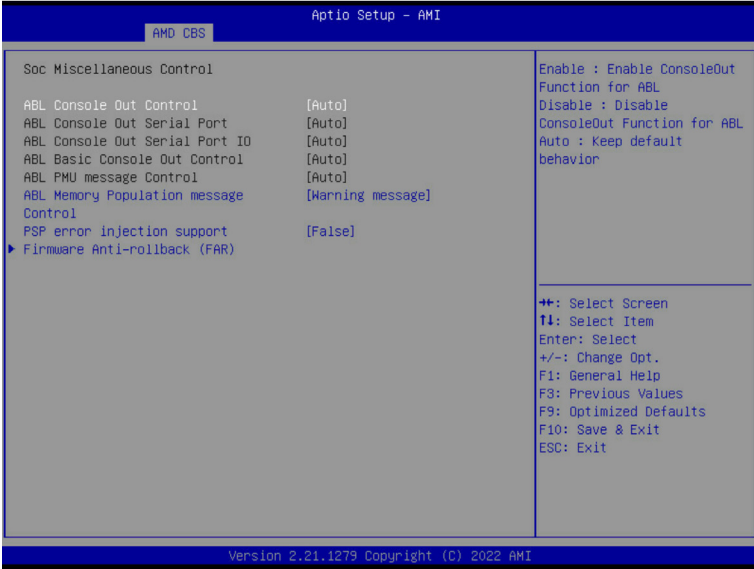 Aptio Setup – AMI
AMD CBS
Soc Miscellaneous Control
ABL Console Out Control [Auto]
ABL Console Out Serial Port [Auto]
ABL Console Out Serial Port IO [Auto]
ABL Basic Console Out Control [Auto]
ABL PMU message Control [Auto]
ABL Memory Population message [Warning message]
Control
PSP error injection support [False]
Firmware Anti-rollback (FAR)
Enable : Enable ConsoleOut
Function for ABL
Disable : Disable
ConsoleOut Function for ABL
Auto : Keep default
behavior
→←: Select Screen
↑↓: Select Item
Enter: Select
+/-: Change Opt.
F1: General Help
F3: Previous Values
F9: Optimized Defaults
F10: Save & Exit
ESC: Exit
Version 2.21.1279 Copyright (C) 2022 AMI